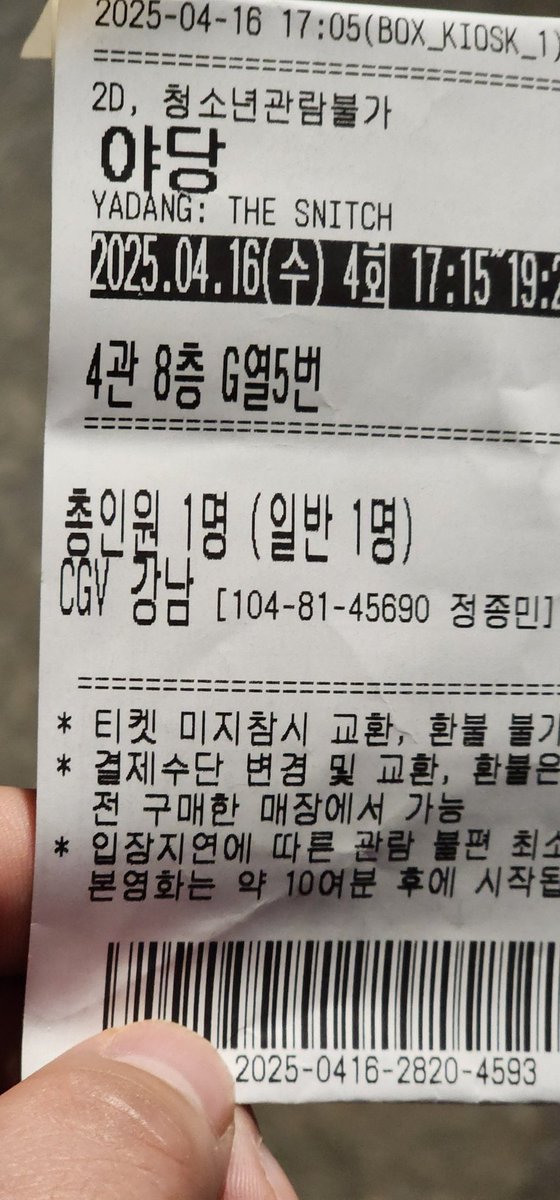 2025-04-16 17:05(BOX_KIOSK_1)
2D, 청소년관람불가
야당
YADANG: THE SNITCH
2025.04.16(수) 4회 17:15~19:2
4관 8층 G열5번
총인원 1명 (일반 1명)
CGV 강남 [104-81-45690 정종민]
* 티켓 미지참시 교환, 환불 불가
* 결제수단 변경 및 교환, 환불은
전 구매한 매장에서 가능
* 입장지연에 따른 관람 불편 최소
본영화는 약 10여분 후에 시작됩
2025-0416-2820-4593